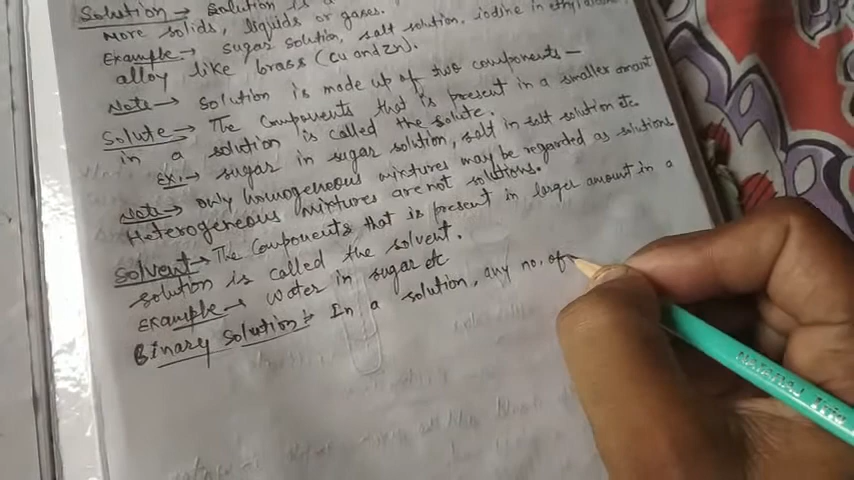 Solution → Solution is a
more solids, liquids or gases.
Example → sugar solution, salt solution, iodine in ethyl
alloy like brass (Cu and Zn).
Note → solution is made up of two components —
Solute → The components that is present in a smaller amount
in a solution is called the solute.
Ex. → sugar in sugar solution, salt in salt solution etc
Note → only homogeneous mixtures may be regarded as solutions.
Heterogeneous mixtures are not solutions.
Solvent → The components that is present in larger amount in a
solution is called the solvent.
Example → water in sugar etc
Binary Solution :- In a solution, any no. of
NATARAJ